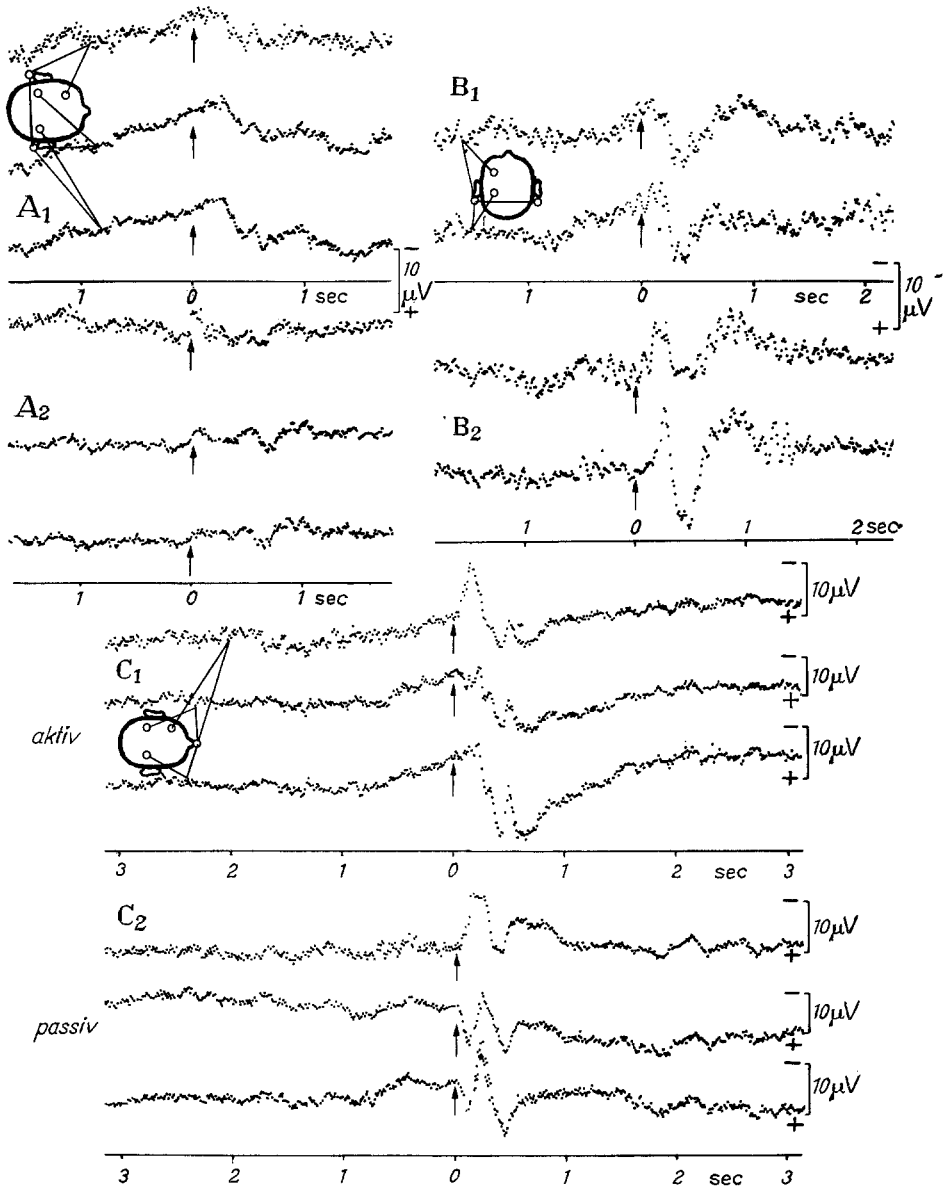 A1
−
10
µV
+
1 0 1 sec
A2
1 0 1 sec
B1
−
10
µV
+
1 0 1 sec 2
B2
1 0 1 2 sec
C1
aktiv
− 10µV +
− 10µV +
− 10µV +
3 2 1 0 1 2 sec 3
C2
passiv
− 10µV +
− 10µV +
− 10µV +
3 2 1 0 1 2 sec 3